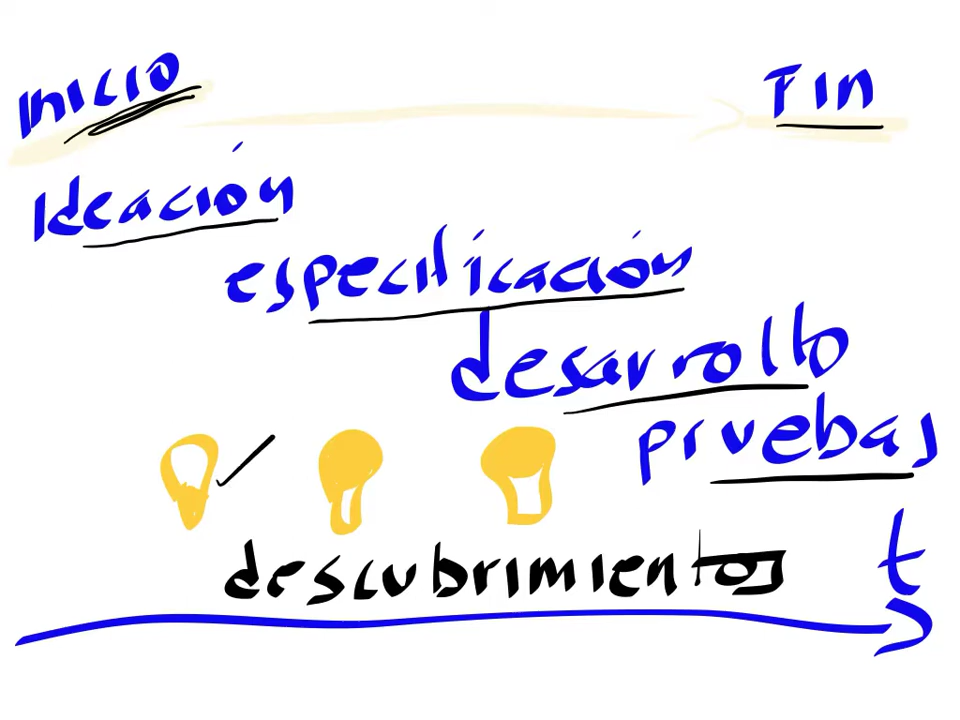 Inicio
Fin
Ideación
especificación
desarrollo
pruebas
descubrimientos
t